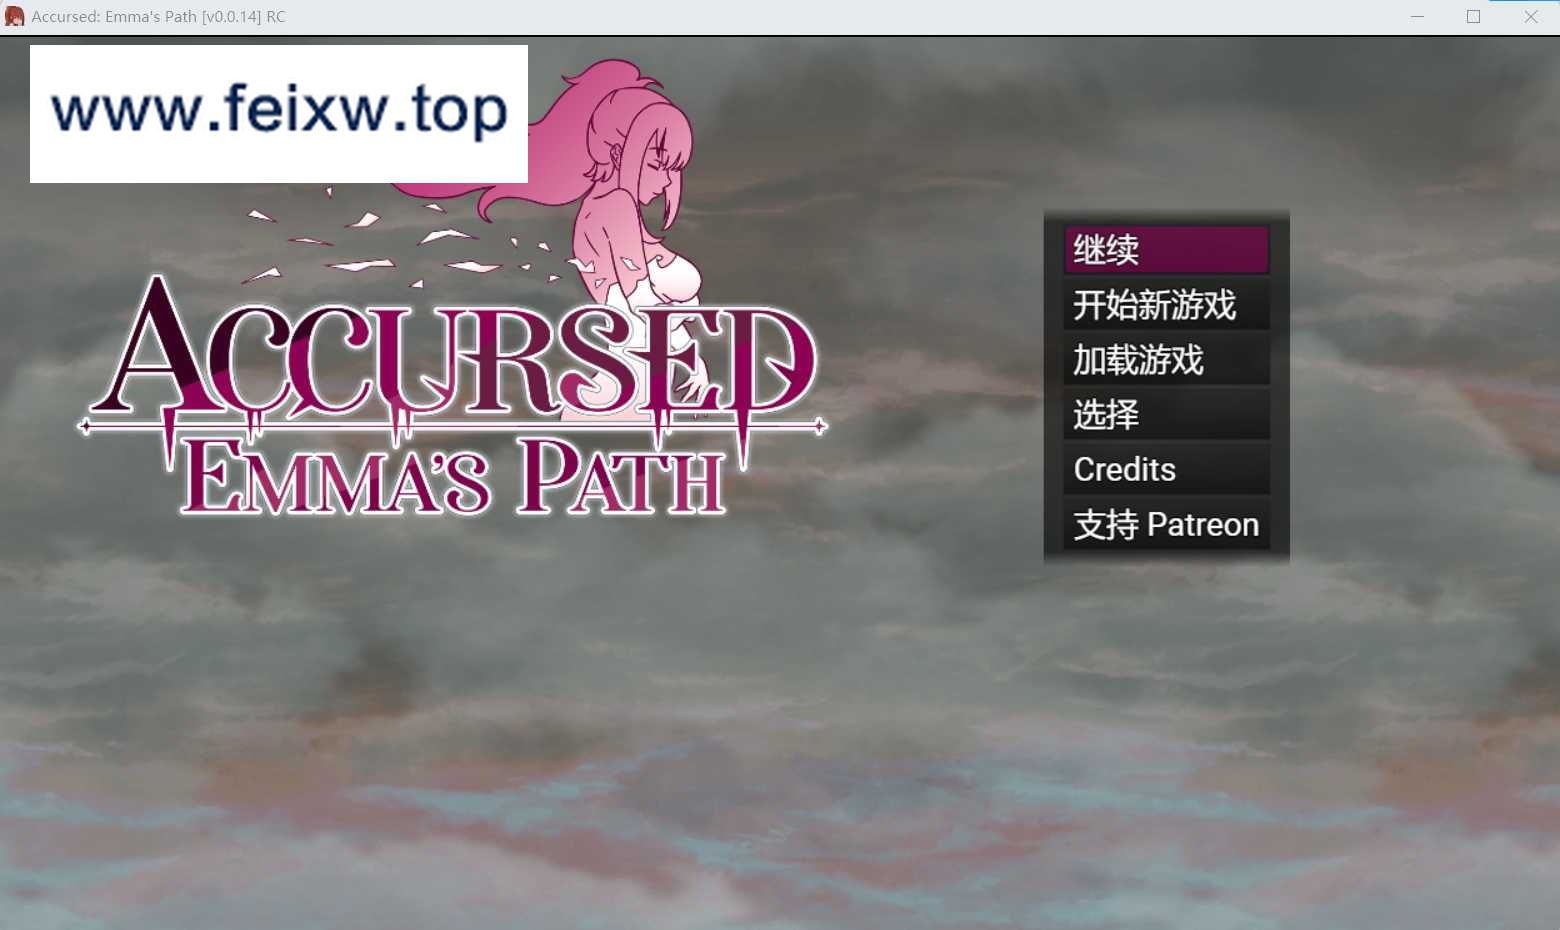 Accursed: Emma's Path [v0.0.14] RC
www.feixw.top
ACCURSED
EMMA'S PATH
继续
开始新游戏
加载游戏
选择
Credits
支持 Patreon